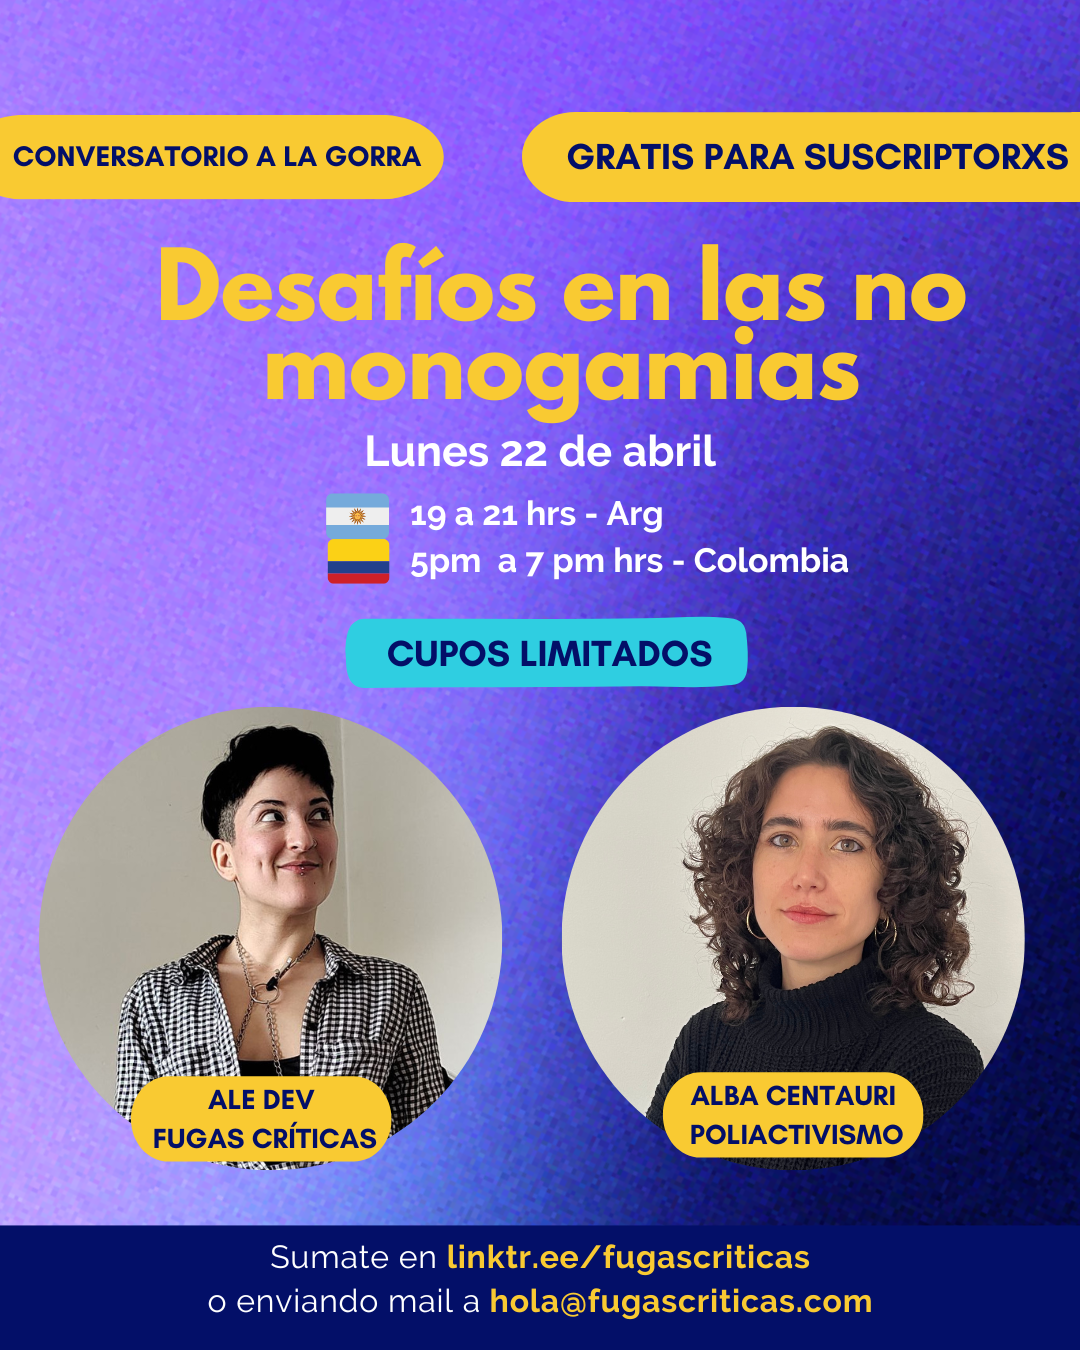 CONVERSATORIO A LA GORRA
GRATIS PARA SUSCRIPTORXS
Desafíos en las no
monogamias
Lunes 22 de abril
19 a 21 hrs - Arg
5pm a 7 pm hrs - Colombia
CUPOS LIMITADOS
ALE DEV
FUGAS CRÍTICAS
ALBA CENTAURI
POLIACTIVISMO
Sumate en linktr.ee/fugascriticas
o enviando mail a hola@fugascriticas.com